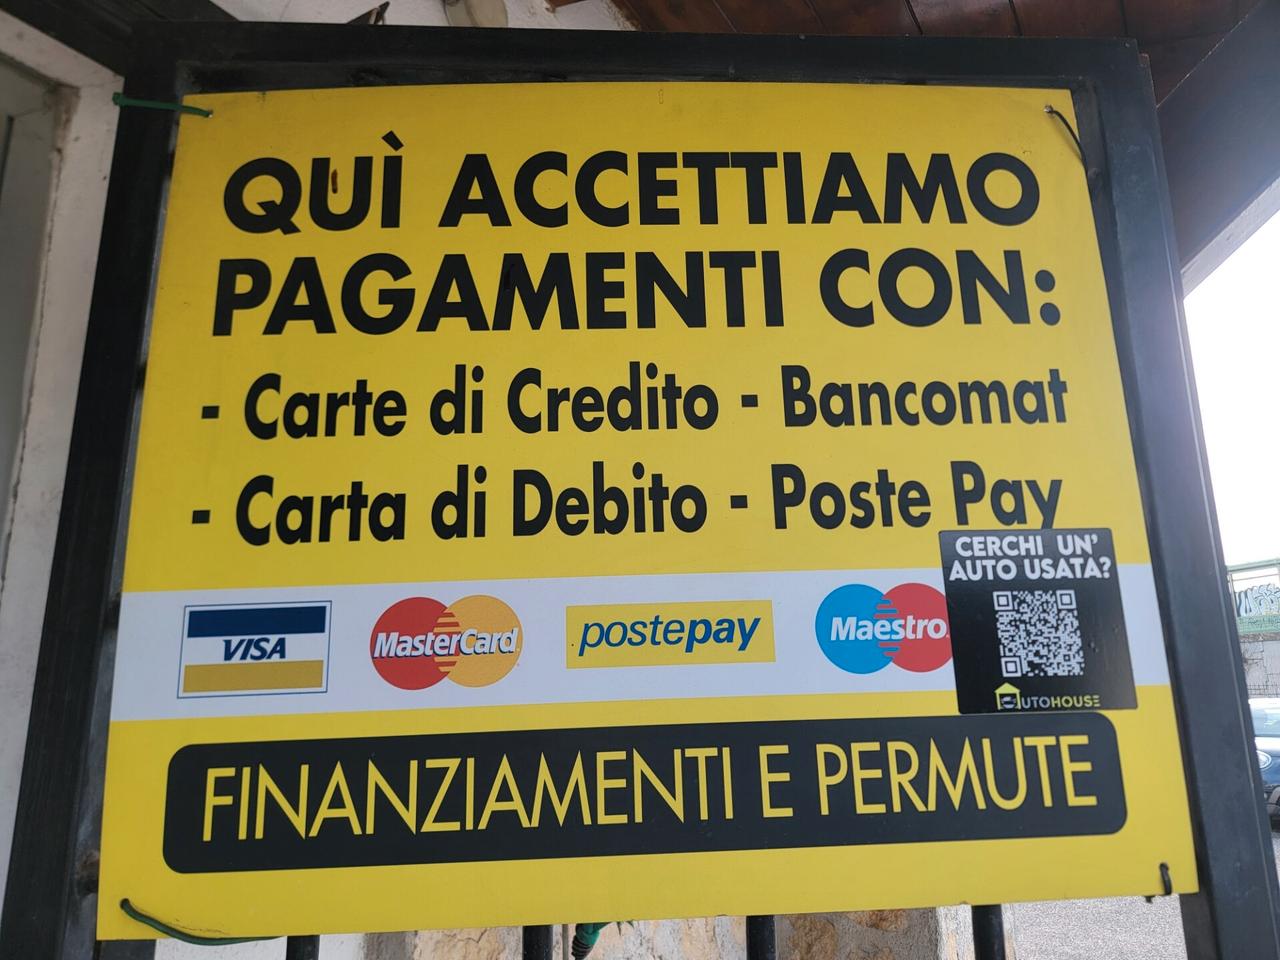 QUÌ ACCETTIAMO
PAGAMENTI CON:
- Carte di Credito - Bancomat
- Carta di Debito - Poste Pay
CERCHI UN'
AUTO USATA?
VISA
MasterCard
postepay
Maestro
UTOHOUSE
FINANZIAMENTI E PERMUTE